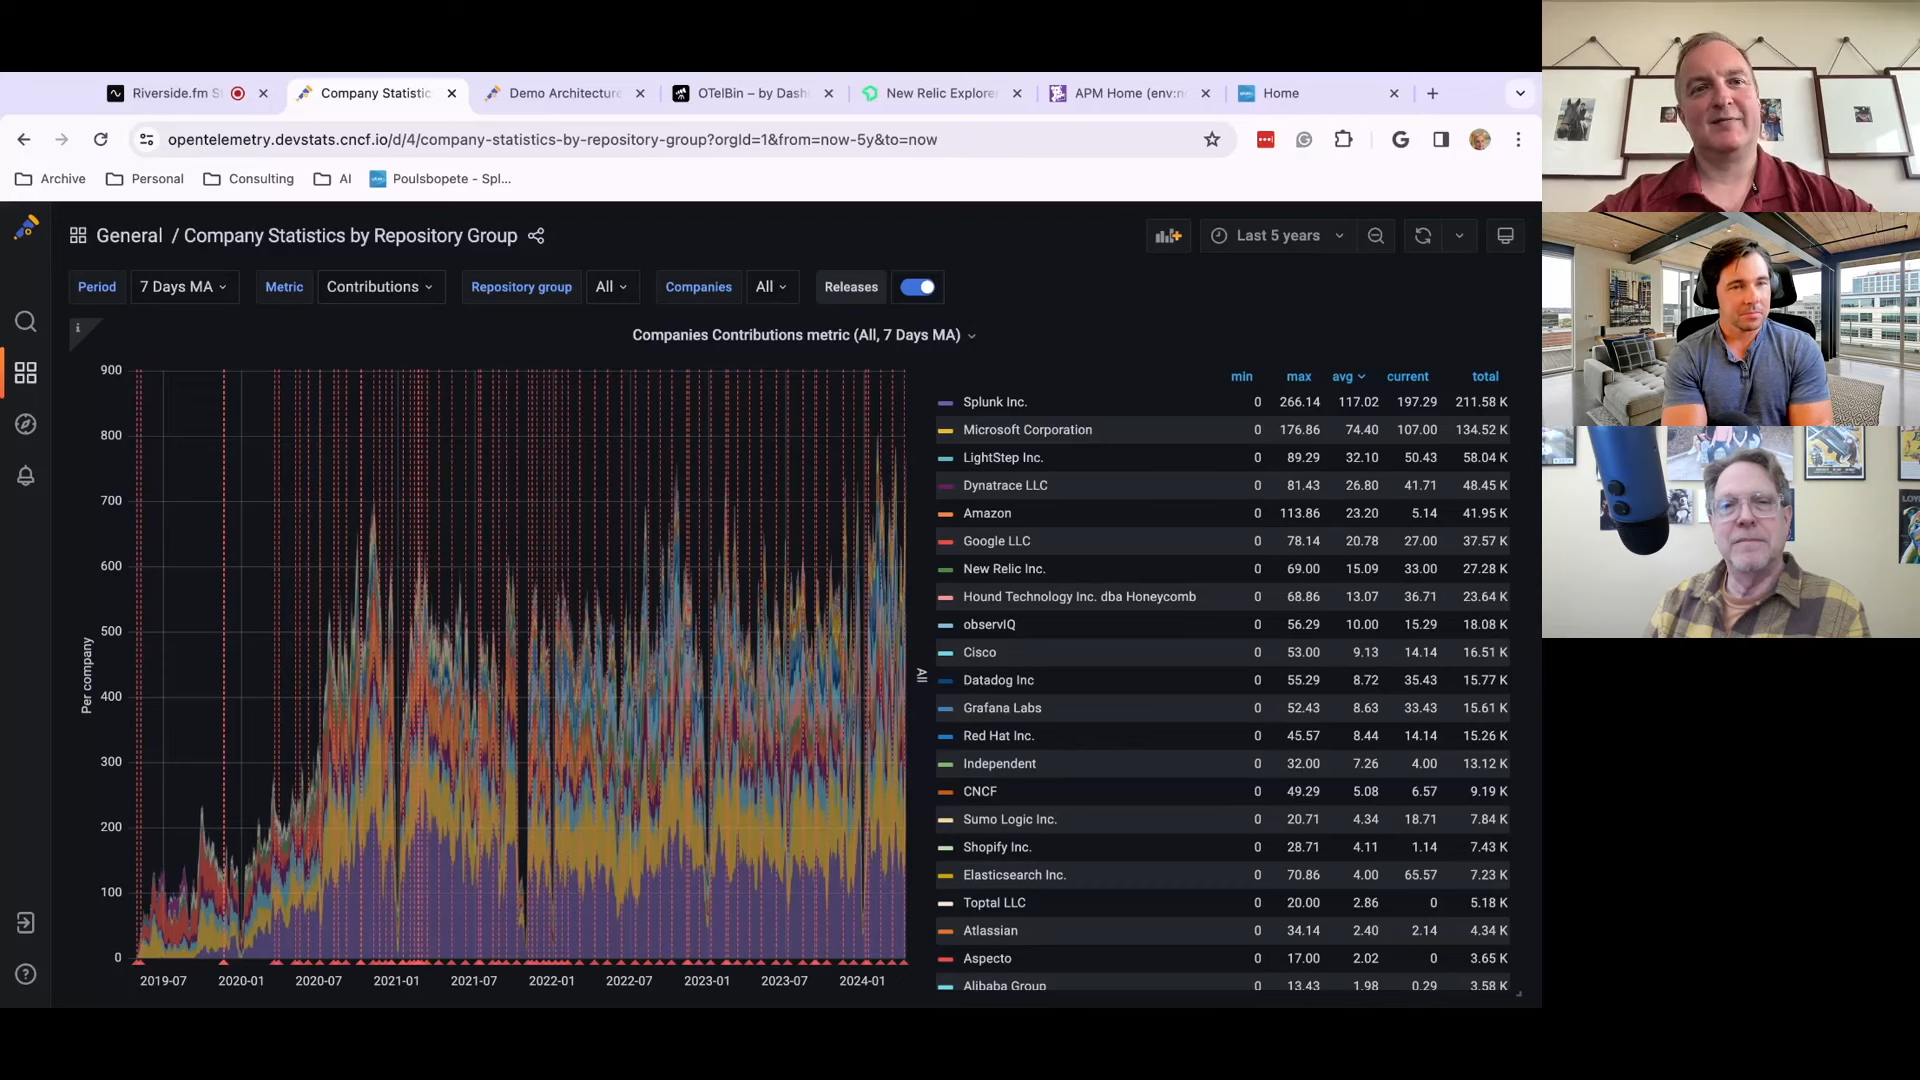 Riverside.fm S
Company Statistic
Demo Architecture
OTelBin – by Dash
New Relic Explorer
APM Home (env:n
Home
opentelemetry.devstats.cncf.io/d/4/company-statistics-by-repository-group?orgId=1&from=now-5y&to=now
Archive Personal Consulting AI Poulsbopete - Spl...
General / Company Statistics by Repository Group
Last 5 years
Period 7 Days MA Metric Contributions Repository group All Companies All Releases
i
Companies Contributions metric (All, 7 Days MA)
min max avg current total
Splunk Inc. 0 266.14 117.02 197.29 211.58 K
Microsoft Corporation 0 176.86 74.40 107.00 134.52 K
LightStep Inc. 0 89.29 32.10 50.43 58.04 K
Dynatrace LLC 0 81.43 26.80 41.71 48.45 K
Amazon 0 113.86 23.20 5.14 41.95 K
Google LLC 0 78.14 20.78 27.00 37.57 K
New Relic Inc. 0 69.00 15.09 33.00 27.28 K
Hound Technology Inc. dba Honeycomb 0 68.86 13.07 36.71 23.64 K
observIQ 0 56.29 10.00 15.29 18.08 K
Cisco 0 53.00 9.13 14.14 16.51 K
Datadog Inc 0 55.29 8.72 35.43 15.77 K
Grafana Labs 0 52.43 8.63 33.43 15.61 K
Red Hat Inc. 0 45.57 8.44 14.14 15.26 K
Independent 0 32.00 7.26 4.00 13.12 K
CNCF 0 49.29 5.08 6.57 9.19 K
Sumo Logic Inc. 0 20.71 4.34 18.71 7.84 K
Shopify Inc. 0 28.71 4.11 1.14 7.43 K
Elasticsearch Inc. 0 70.86 4.00 65.57 7.23 K
Toptal LLC 0 20.00 2.86 0 5.18 K
Atlassian 0 34.14 2.40 2.14 4.34 K
Aspecto 0 17.00 2.02 0 3.65 K
Alibaba Group 0 13.43 1.98 0.29 3.58 K
900
800
700
600
500
400
300
200
100
0
Per company
All
2019-07 2020-01 2020-07 2021-01 2021-07 2022-01 2022-07 2023-01 2023-07 2024-01